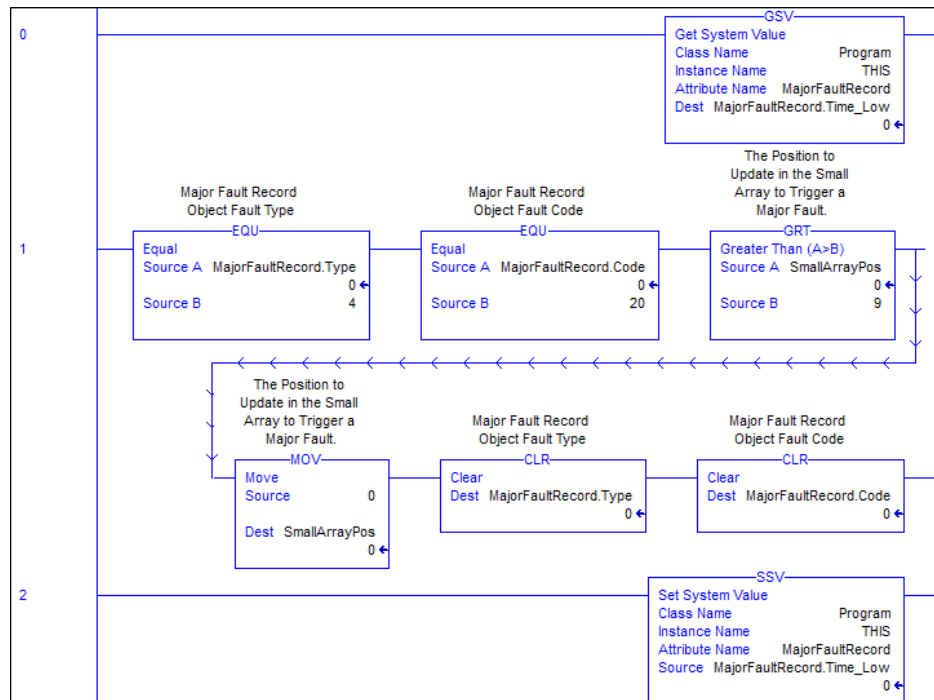 0
GSV
Get System Value
Class Name Program
Instance Name THIS
Attribute Name MajorFaultRecord
Dest MajorFaultRecord.Time_Low
0
1
Major Fault Record
Object Fault Type
EQU
Equal
Source A MajorFaultRecord.Type
0
Source B 4
Major Fault Record
Object Fault Code
EQU
Equal
Source A MajorFaultRecord.Code
0
Source B 20
The Position to
Update in the Small
Array to Trigger a
Major Fault.
GRT
Greater Than (A>B)
Source A SmallArrayPos
0
Source B 9
The Position to
Update in the Small
Array to Trigger a
Major Fault.
MOV
Move
Source 0
Dest SmallArrayPos
0
Major Fault Record
Object Fault Type
CLR
Clear
Dest MajorFaultRecord.Type
0
Major Fault Record
Object Fault Code
CLR
Clear
Dest MajorFaultRecord.Code
0
2
SSV
Set System Value
Class Name Program
Instance Name THIS
Attribute Name MajorFaultRecord
Source MajorFaultRecord.Time_Low
0